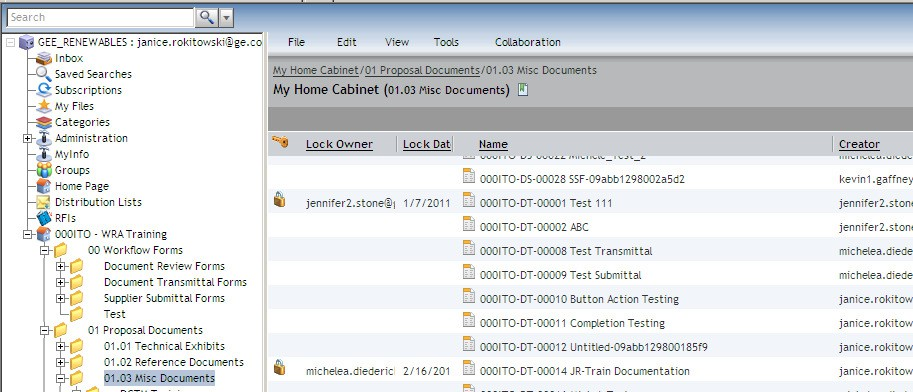 Search
GEE_RENEWABLES : janice.rokitowski@ge.co
Inbox
Saved Searches
Subscriptions
My Files
Categories
Administration
MyInfo
Groups
Home Page
Distribution Lists
RFIs
000ITO - WRA Training
00 Workflow Forms
Document Review Forms
Document Transmittal Forms
Supplier Submittal Forms
Test
01 Proposal Documents
01.01 Technical Exhibits
01.02 Reference Documents
01.03 Misc Documents
File Edit View Tools Collaboration
My Home Cabinet/01 Proposal Documents/01.03 Misc Documents
My Home Cabinet (01.03 Misc Documents)
Lock Owner Lock Dat Name Creator
000ITO-DS-00022 Michele_Test_2 michelea.diede
000ITO-DS-00028 SSF-09abb1298002a5d2 kevin1.gaffney
jennifer2.stone@ 1/7/2011 000ITO-DT-00001 Test 111 jennifer2.stone
000ITO-DT-00002 ABC jennifer2.stone
000ITO-DT-00008 Test Transmittal michelea.diede
000ITO-DT-00009 Test Submittal michelea.diede
000ITO-DT-00010 Button Action Testing janice.rokitow
000ITO-DT-00011 Completion Testing janice.rokitow
000ITO-DT-00012 Untitled-09abb129800185f9 janice.rokitow
michelea.diederic 2/16/201 000ITO-DT-00014 JR-Train Documentation janice.rokitow